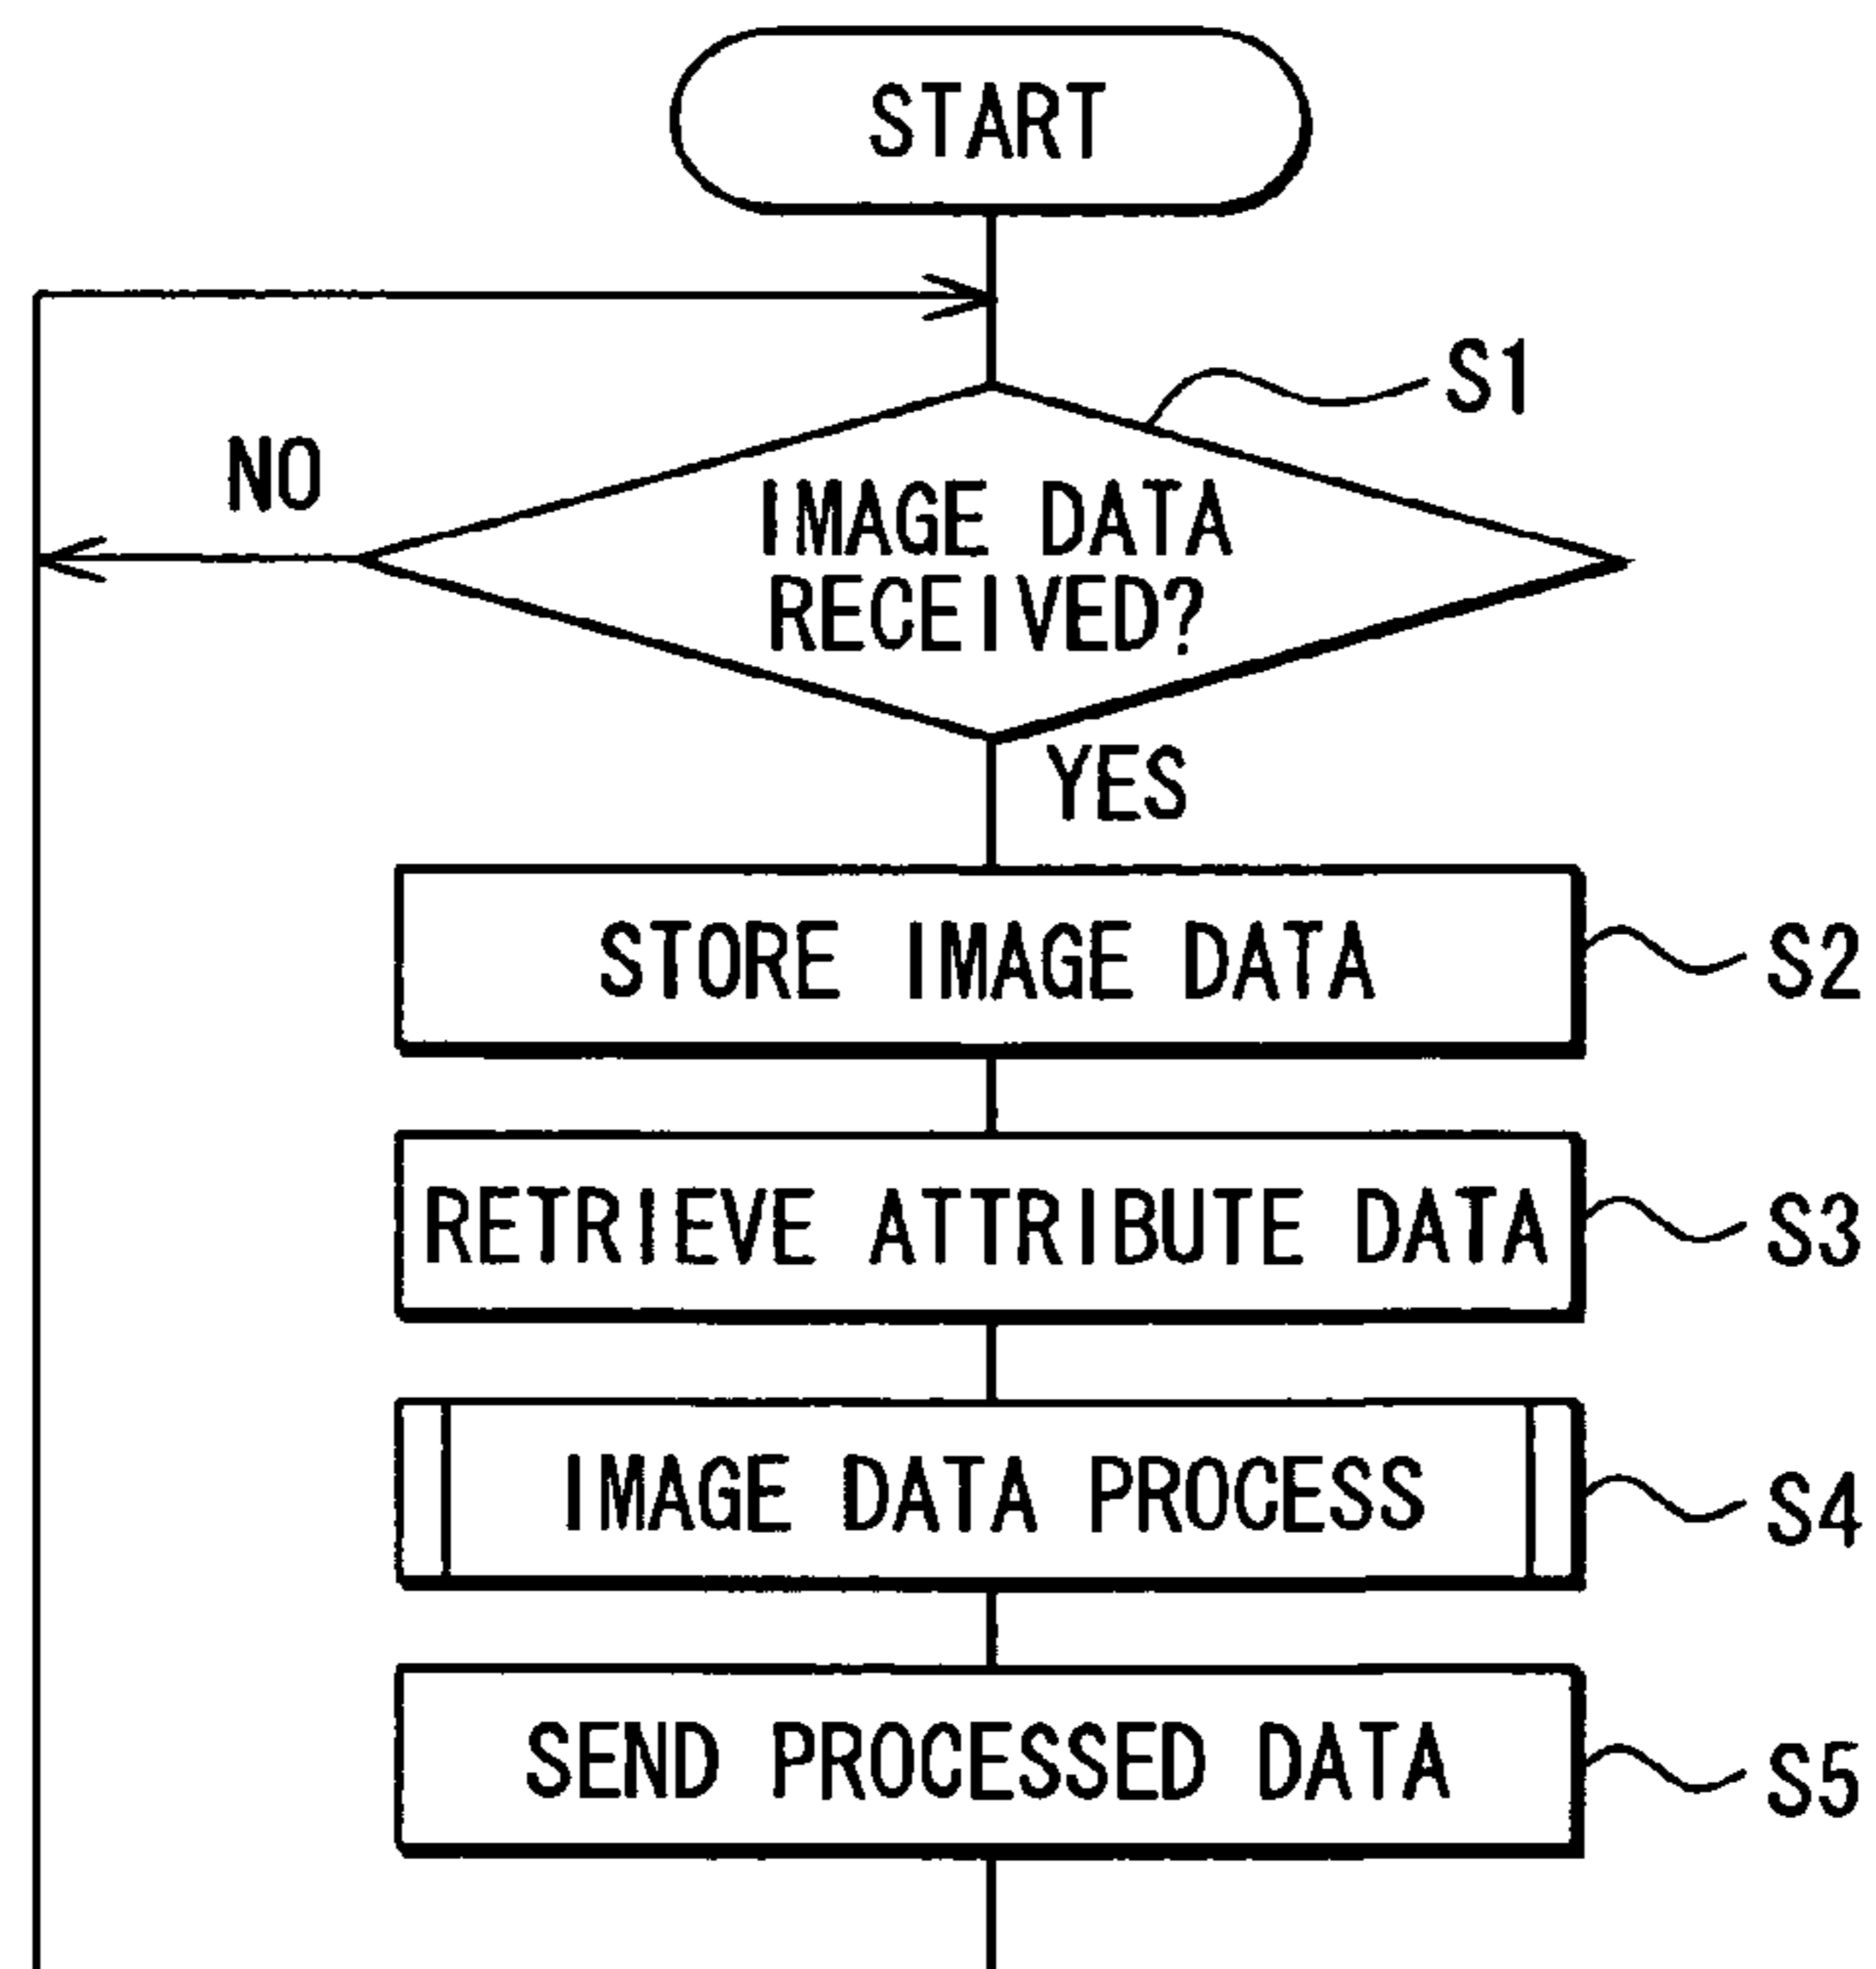 START
S1
NO
IMAGE DATA
RECEIVED?
YES
STORE IMAGE DATA
S2
RETRIEVE ATTRIBUTE DATA
S3
IMAGE DATA PROCESS
S4
SEND PROCESSED DATA
S5